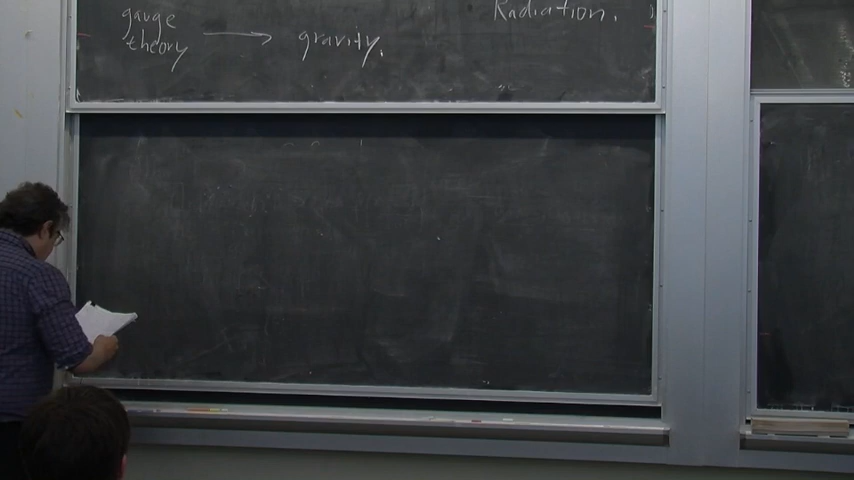 gauge
theory → gravity.
Radiation.